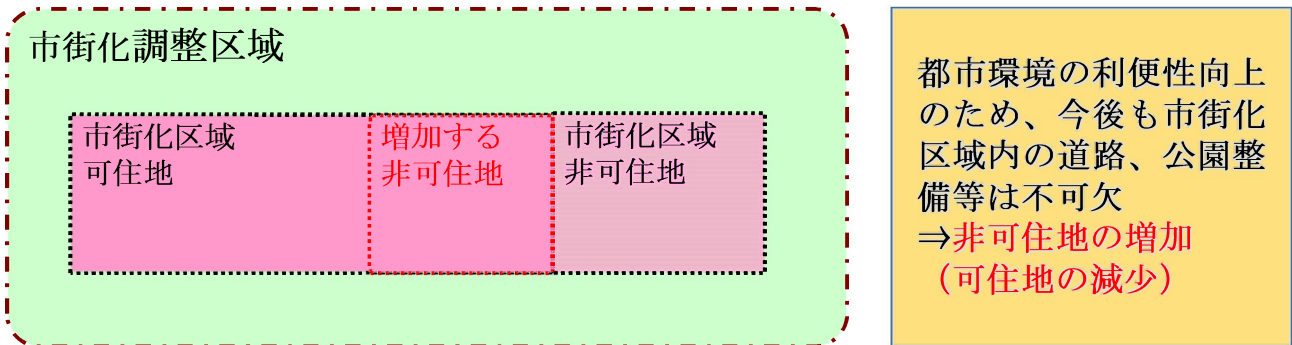 市街化調整区域
市街化区域
可住地
増加する
非可住地
市街化区域
非可住地
都市環境の利便性向上
のため、今後も市街化
区域内の道路、公園整
備等は不可欠
⇒非可住地の増加
（可住地の減少）